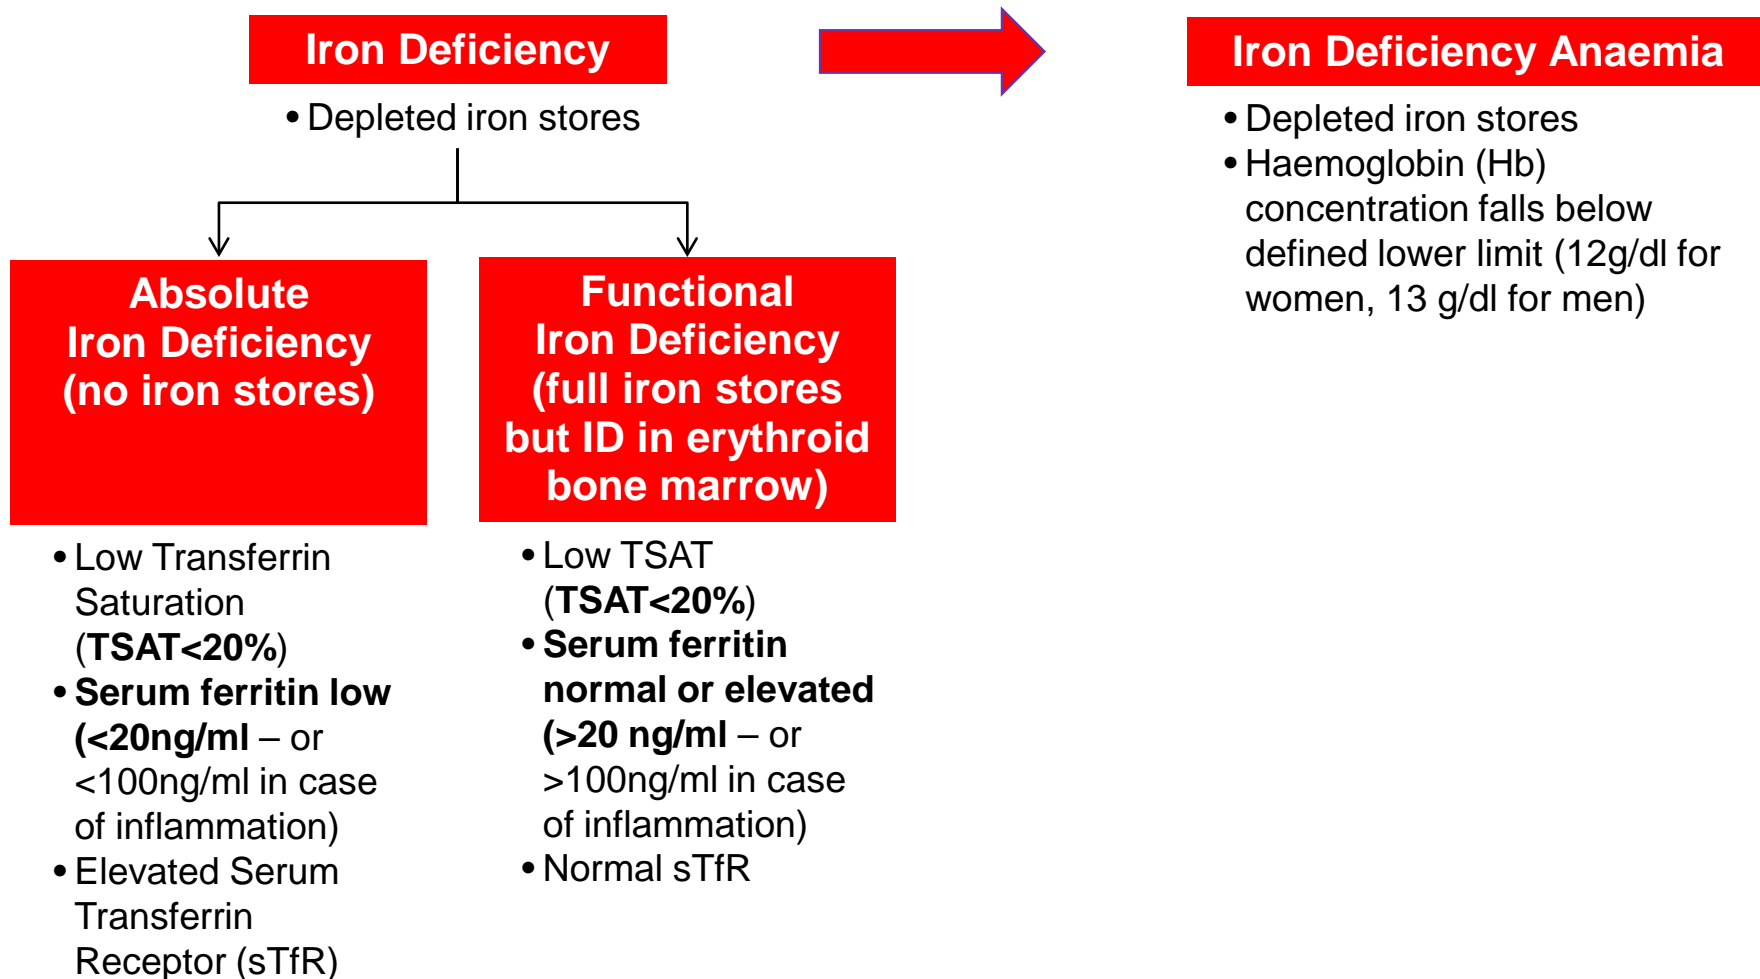 Iron Deficiency
• Depleted iron stores
Absolute
Iron Deficiency
(no iron stores)
• Low Transferrin
Saturation
(TSAT<20%)
• Serum ferritin low
(<20ng/ml – or
<100ng/ml in case
of inflammation)
• Elevated Serum
Transferrin
Receptor (sTfR)
Functional
Iron Deficiency
(full iron stores
but ID in erythroid
bone marrow)
• Low TSAT
(TSAT<20%)
• Serum ferritin
normal or elevated
(>20 ng/ml – or
>100ng/ml in case
of inflammation)
• Normal sTfR
Iron Deficiency Anaemia
• Depleted iron stores
• Haemoglobin (Hb)
concentration falls below
defined lower limit (12g/dl for
women, 13 g/dl for men)